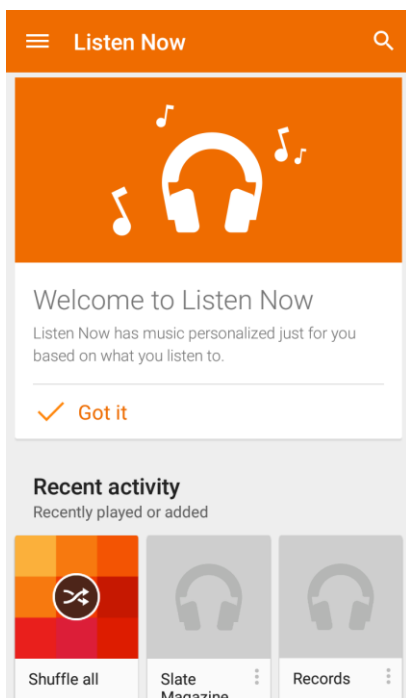 Listen Now
Welcome to Listen Now
Listen Now has music personalized just for you
based on what you listen to.
Got it
Recent activity
Recently played or added
Shuffle all
Slate
Magazine
Records